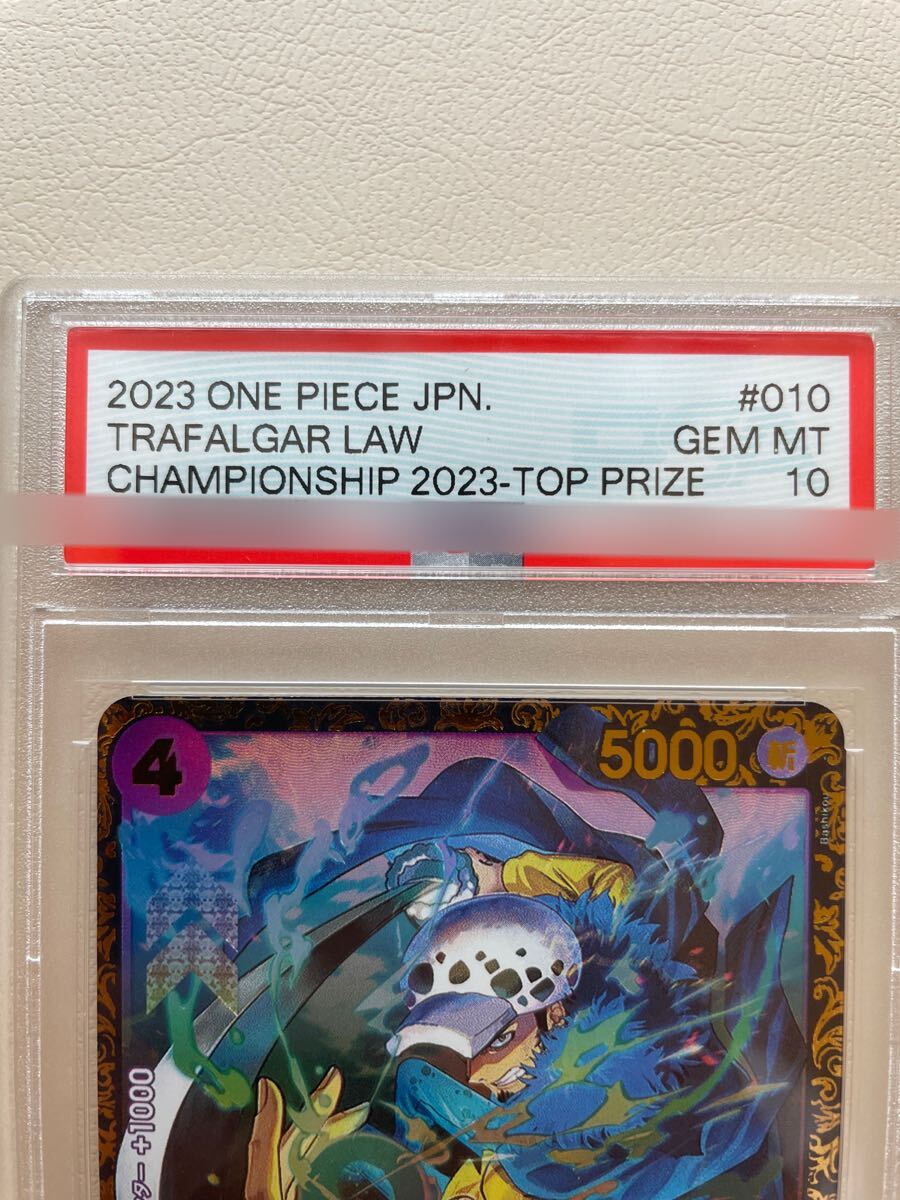 2023 ONE PIECE JPN. #010
TRAFALGAR LAW GEM MT
CHAMPIONSHIP 2023-TOP PRIZE 10
4
5000
斬
Bashikou
ター +1000